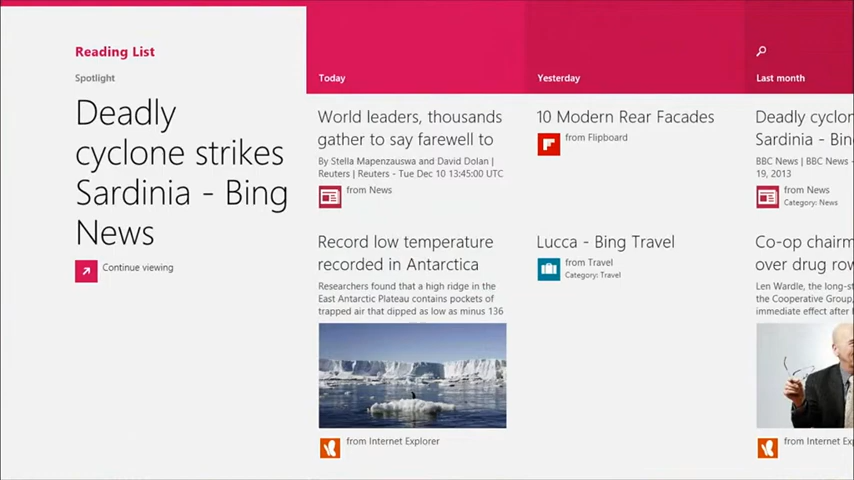 Reading List
Spotlight
Deadly
cyclone strikes
Sardinia - Bing
News
Continue viewing
Today
World leaders, thousands
gather to say farewell to
By Stella Mapenzauswa and David Dolan |
Reuters | Reuters - Tue Dec 10 13:45:00 UTC
from News
Record low temperature
recorded in Antarctica
Researchers found that a high ridge in the
East Antarctic Plateau contains pockets of
trapped air that dipped as low as minus 136
from Internet Explorer
Yesterday
10 Modern Rear Facades
from Flipboard
Lucca - Bing Travel
from Travel
Category: Travel
Last month
Deadly cyclon
Sardinia - Bin
BBC News | BBC News -
19, 2013
from News
Category: News
Co-op chairm
over drug row
Len Wardle, the long-st
the Cooperative Group,
immediate effect after
from Internet Exp